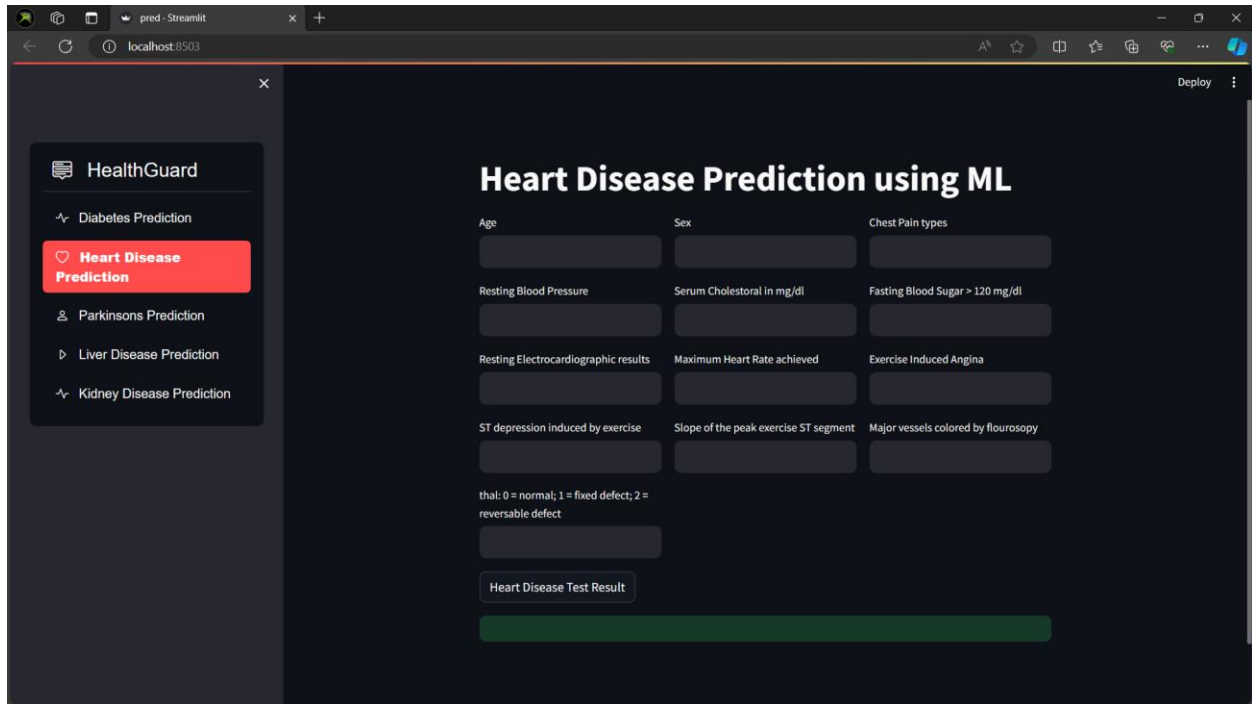 pred - Streamlit
localhost:8503
Deploy
HealthGuard
Diabetes Prediction
Heart Disease
Prediction
Parkinsons Prediction
Liver Disease Prediction
Kidney Disease Prediction
Heart Disease Prediction using ML
Age Sex Chest Pain types
Resting Blood Pressure Serum Cholestoral in mg/dl Fasting Blood Sugar > 120 mg/dl
Resting Electrocardiographic results Maximum Heart Rate achieved Exercise Induced Angina
ST depression induced by exercise Slope of the peak exercise ST segment Major vessels colored by flourosopy
thal: 0 = normal; 1 = fixed defect; 2 =
reversable defect
Heart Disease Test Result